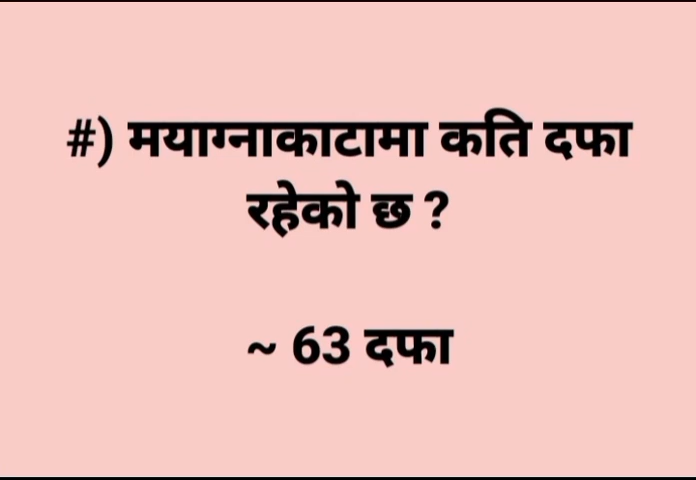 #) मयाग्नाकाटामा कति दफा
रहेको छ ?
~ 63 दफा